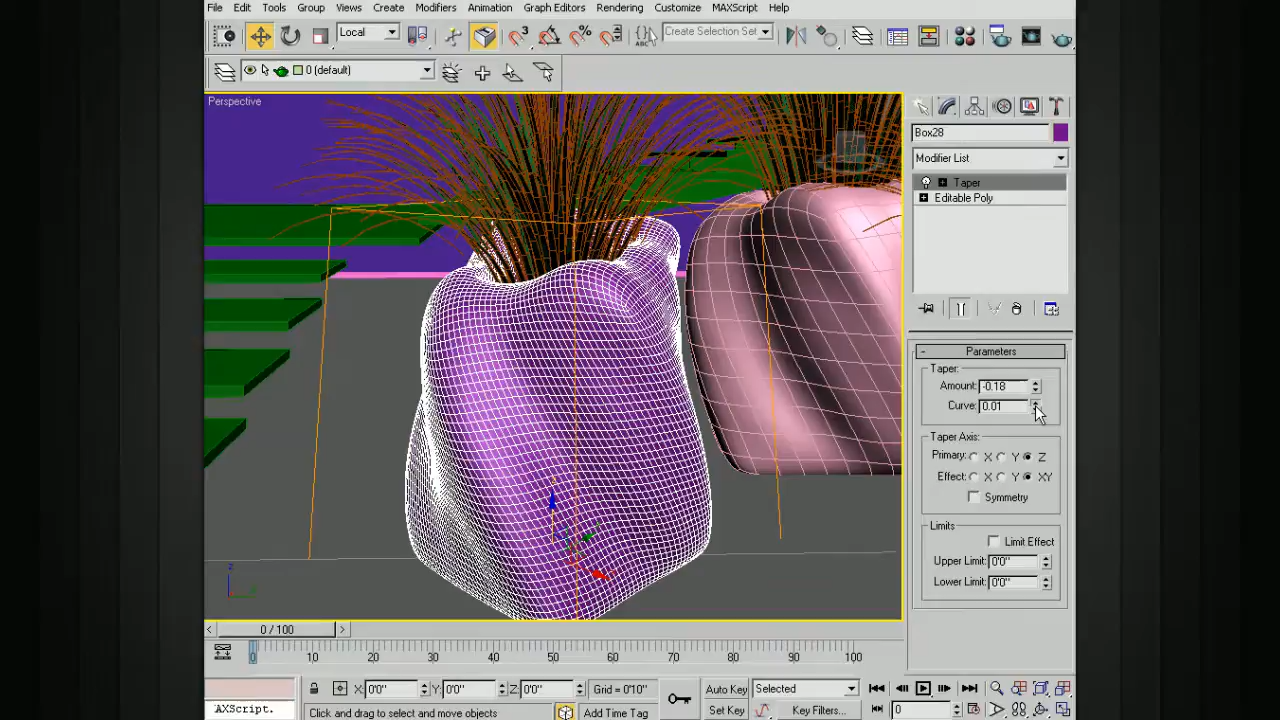 File Edit Tools Group Views Create Modifiers Animation Graph Editors Rendering Customize MAXScript Help
Local
Create Selection Set
ABC
0 (default)
Perspective
Box28
Modifier List
Taper
Editable Poly
Parameters
Taper:
Amount: -0.18
Curve: 0.01
Taper Axis:
Primary: X Y Z
Effect: X Y XY
Symmetry
Limits
Limit Effect
Upper Limit: 0'0"
Lower Limit: 0'0"
z
0 / 100
0 10 20 30 40 50 60 70 80 90 100
X: 0'0" Y: 0'0" Z: 0'0" Grid = 0'10" Auto Key Selected
'AXScript. Click and drag to select and move objects Add Time Tag Set Key Key Filters... 0